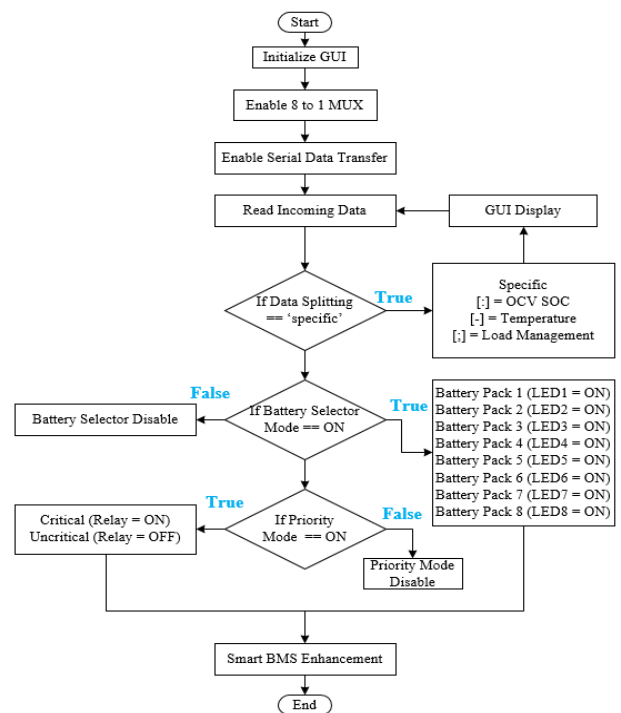 Start
Initialize GUI
Enable 8 to 1 MUX
Enable Serial Data Transfer
Read Incoming Data
GUI Display
If Data Splitting
== ‘specific’
True
Specific
[:] = OCV SOC
[-] = Temperature
[;] = Load Management
If Battery Selector
Mode == ON
False
Battery Selector Disable
True
Battery Pack 1 (LED1 = ON)
Battery Pack 2 (LED2 = ON)
Battery Pack 3 (LED3 = ON)
Battery Pack 4 (LED4 = ON)
Battery Pack 5 (LED5 = ON)
Battery Pack 6 (LED6 = ON)
Battery Pack 7 (LED7 = ON)
Battery Pack 8 (LED8 = ON)
If Priority
Mode == ON
True
Critical (Relay = ON)
Uncritical (Relay = OFF)
False
Priority Mode
Disable
Smart BMS Enhancement
End